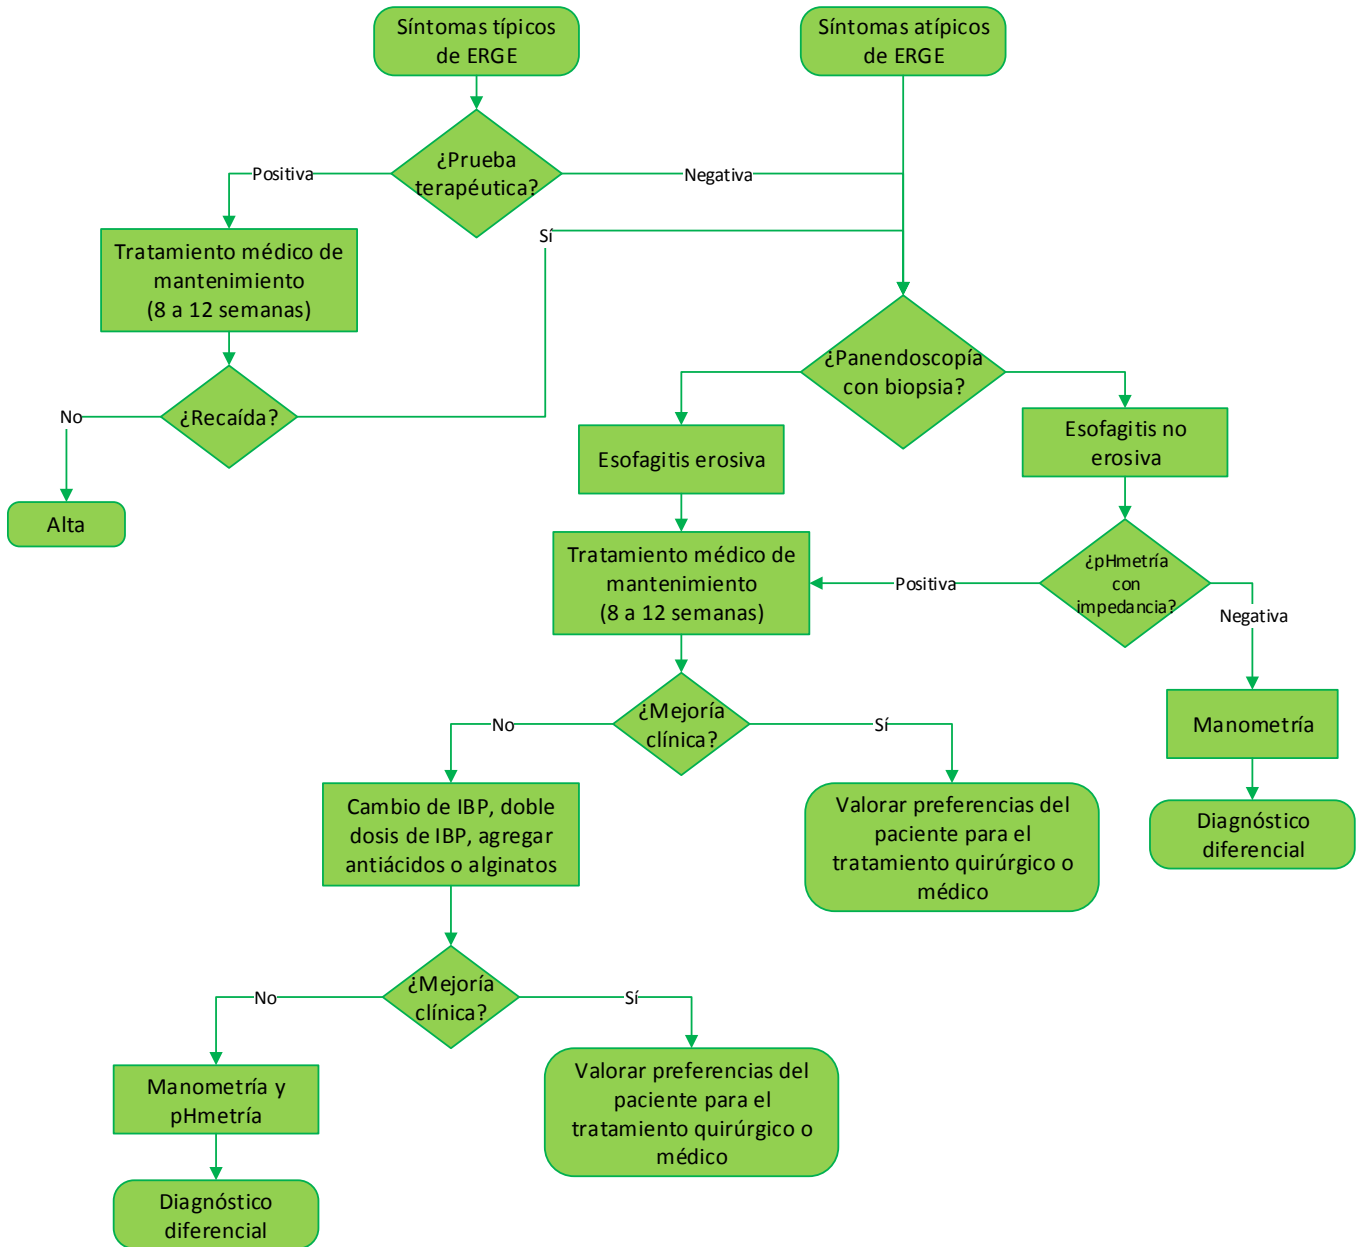 Síntomas típicos
de ERGE
Síntomas atípicos
de ERGE
¿Prueba
terapéutica?
Positiva
Negativa
Tratamiento médico de
mantenimiento
(8 a 12 semanas)
Sí
¿Recaída?
No
Alta
¿Panendoscopía
con biopsia?
Esofagitis erosiva
Esofagitis no
erosiva
Tratamiento médico de
mantenimiento
(8 a 12 semanas)
Positiva
¿pHmetría
con
impedancia?
Negativa
Manometría
Diagnóstico
diferencial
¿Mejoría
clínica?
No
Sí
Cambio de IBP, doble
dosis de IBP, agregar
antiácidos o alginatos
Valorar preferencias del
paciente para el
tratamiento quirúrgico o
médico
¿Mejoría
clínica?
No
Sí
Manometría y
pHmetría
Valorar preferencias del
paciente para el
tratamiento quirúrgico o
médico
Diagnóstico
diferencial